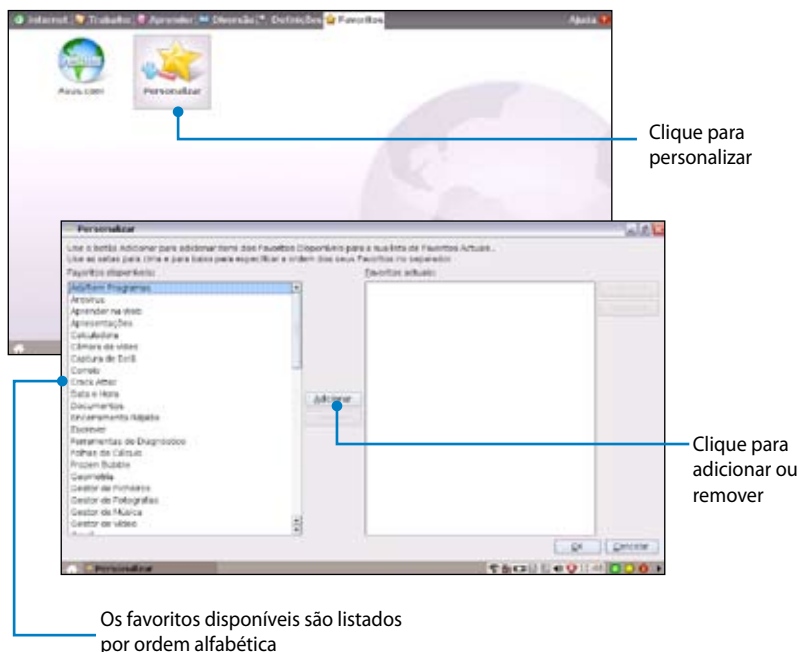 Internet Trabalho Aprender Diversão Definições Favoritos Ajuda
Asus.com Personalizar
Clique para
personalizar
Personalizar
Use o botão Adicionar para adicionar itens dos Favoritos Disponíveis para a sua lista de Favoritos Actuais.
Use as setas para cima e para baixo para especificar a ordem dos seus Favoritos no separador
Favoritos disponíveis:
Favoritos actuais:
Programas
Antivírus
Aprender na Web
Apresentações
Calculadora
Câmara de vídeo
Captura de Ecrã
Correio
Crack Attac
Data e Hora
Documentos
Encerramento Rápido
Escrever
Ferramentas de Diagnóstico
Folhas de Cálculo
Frozen Bubble
Geometria
Gestor de Ficheiros
Gestor de Fotografias
Gestor de Música
Gestor de vídeo
Adicionar
Clique para
adicionar ou
remover
OK Cancelar
Personalizar
Os favoritos disponíveis são listados
por ordem alfabética